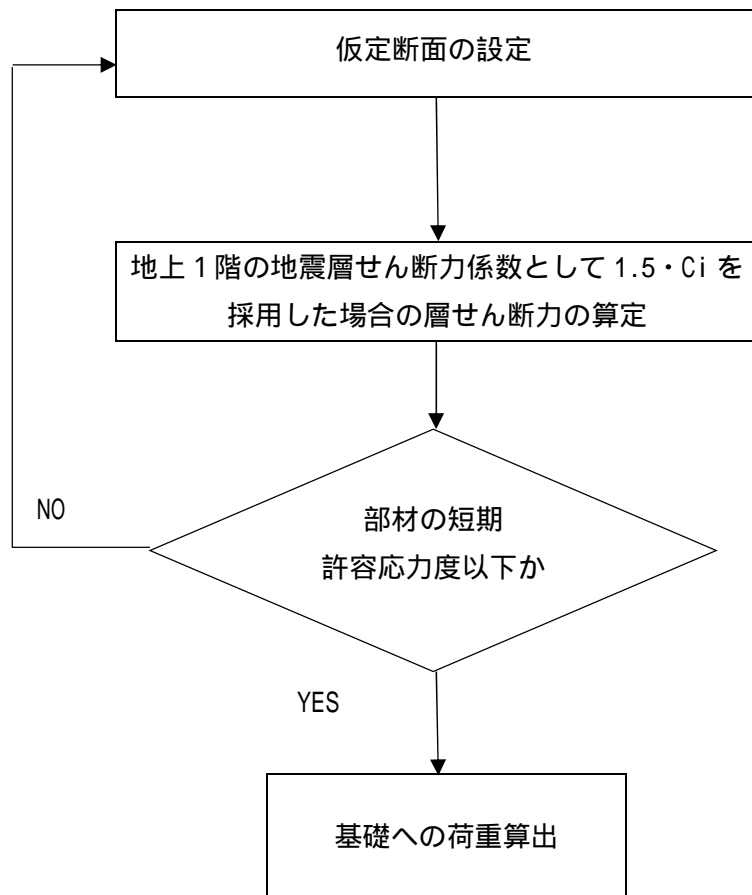 仮定断面の設定
地上1階の地震層せん断力係数として1.5・Ciを
採用した場合の層せん断力の算定
部材の短期
許容応力度以下か
NO
YES
基礎への荷重算出